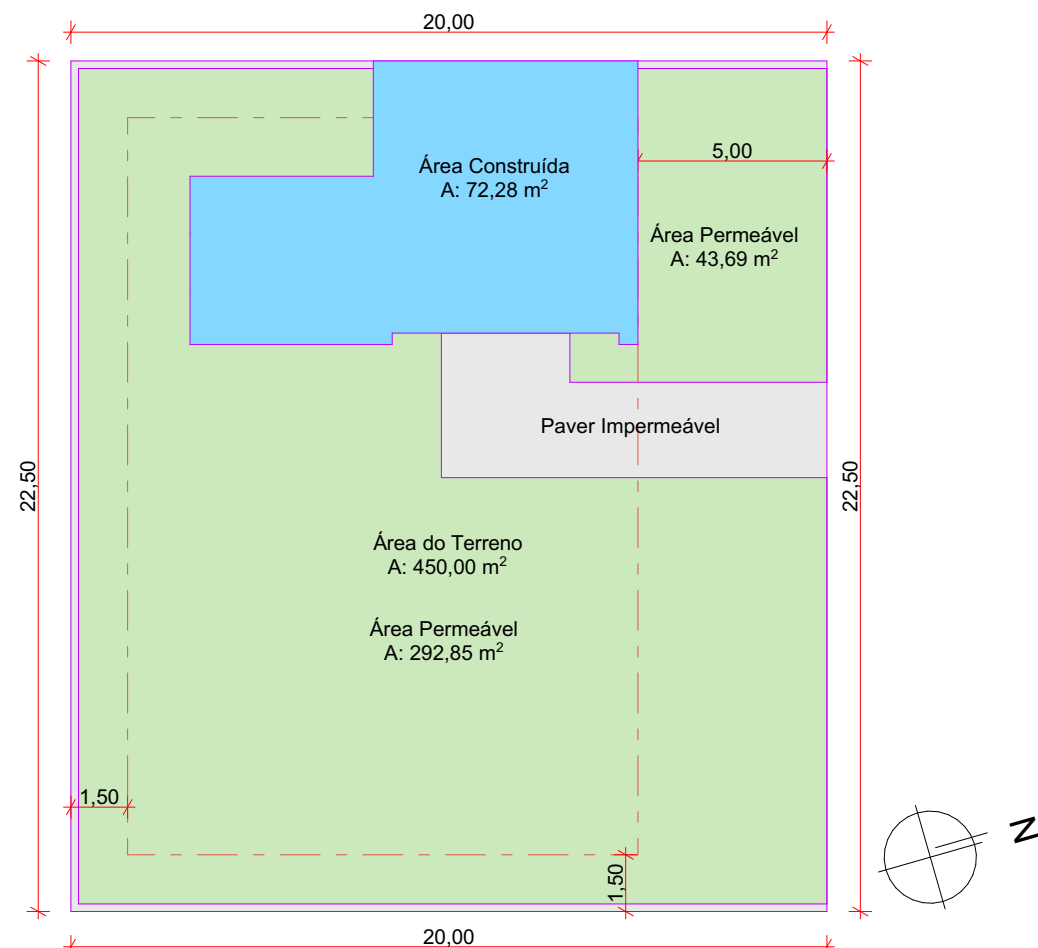 20,00
Área Construída
A: 72,28 m²
5,00
Área Permeável
A: 43,69 m²
Paver Impermeável
22,50
22,50
Área do Terreno
A: 450,00 m²
Área Permeável
A: 292,85 m²
1,50
1,50
N
20,00